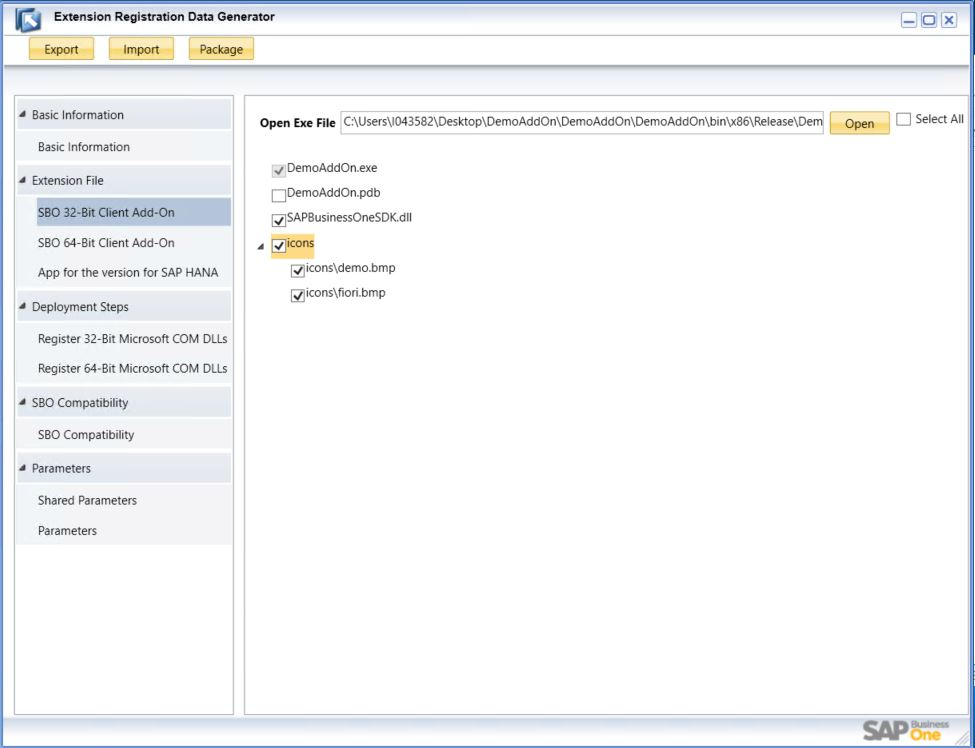 Extension Registration Data Generator
Export Import Package
Basic Information
Basic Information
Extension File
SBO 32-Bit Client Add-On
SBO 64-Bit Client Add-On
App for the version for SAP HANA
Deployment Steps
Register 32-Bit Microsoft COM DLLs
Register 64-Bit Microsoft COM DLLs
SBO Compatibility
SBO Compatibility
Parameters
Shared Parameters
Parameters
Open Exe File C:\Users\I043582\Desktop\DemoAddOn\DemoAddOn\DemoAddOn\bin\x86\Release\Dem Open Select All
DemoAddOn.exe
DemoAddOn.pdb
SAPBusinessOneSDK.dll
icons
icons\demo.bmp
icons\fiori.bmp
SAP Business One